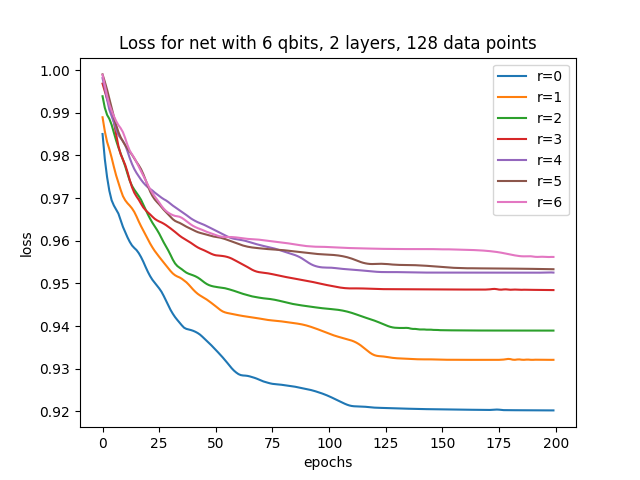 Loss for net with 6 qbits, 2 layers, 128 data points
1.00
0.99
0.98
0.97
0.96
0.95
0.94
0.93
0.92
loss
r=0
r=1
r=2
r=3
r=4
r=5
r=6
0 25 50 75 100 125 150 175 200
epochs